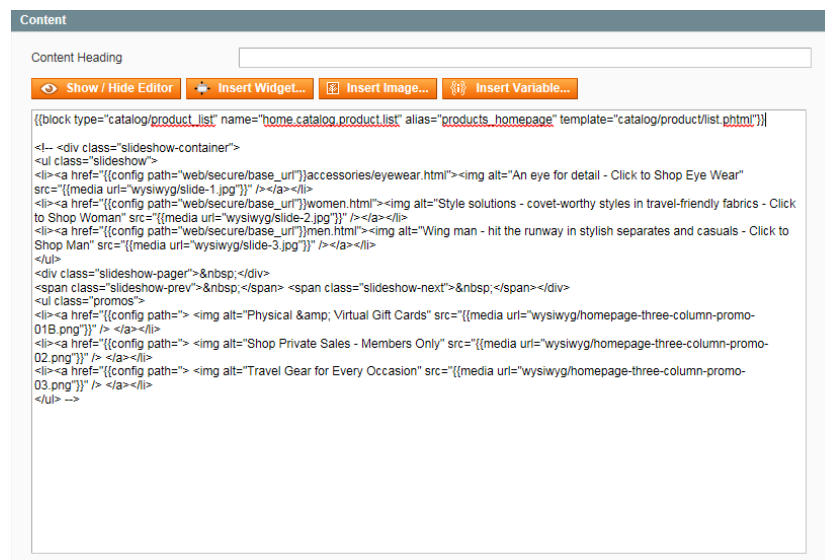 Content
Content Heading
Show / Hide Editor Insert Widget... Insert Image... Insert Variable...
{{block type="catalog/product_list" name="home.catalog.product.list" alias="products_homepage" template="catalog/product/list.phtml"}}
<!-- <div class="slideshow-container">
<ul class="slideshow">
<li><a href="{{config path="web/secure/base_url"}}accessories/eyewear.html"><img alt="An eye for detail - Click to Shop Eye Wear"
src="{{media url="wysiwyg/slide-1.jpg"}}" /></a></li>
<li><a href="{{config path="web/secure/base_url"}}women.html"><img alt="Style solutions - covet-worthy styles in travel-friendly fabrics - Click
to Shop Woman" src="{{media url="wysiwyg/slide-2.jpg"}}" /></a></li>
<li><a href="{{config path="web/secure/base_url"}}men.html"><img alt="Wing man - hit the runway in stylish separates and casuals - Click to
Shop Man" src="{{media url="wysiwyg/slide-3.jpg"}}" /></a></li>
</ul>
<div class="slideshow-pager">&nbsp;</div>
<span class="slideshow-prev">&nbsp;</span> <span class="slideshow-next">&nbsp;</span></div>
<ul class="promos">
<li><a href="{{config path="> <img alt="Physical &amp; Virtual Gift Cards" src="{{media url="wysiwyg/homepage-three-column-promo-
01B.png"}}" /> </a></li>
<li><a href="{{config path="> <img alt="Shop Private Sales - Members Only" src="{{media url="wysiwyg/homepage-three-column-promo-
02.png"}}" /> </a></li>
<li><a href="{{config path="> <img alt="Travel Gear for Every Occasion" src="{{media url="wysiwyg/homepage-three-column-promo-
03.png"}}" /> </a></li>
</ul> -->